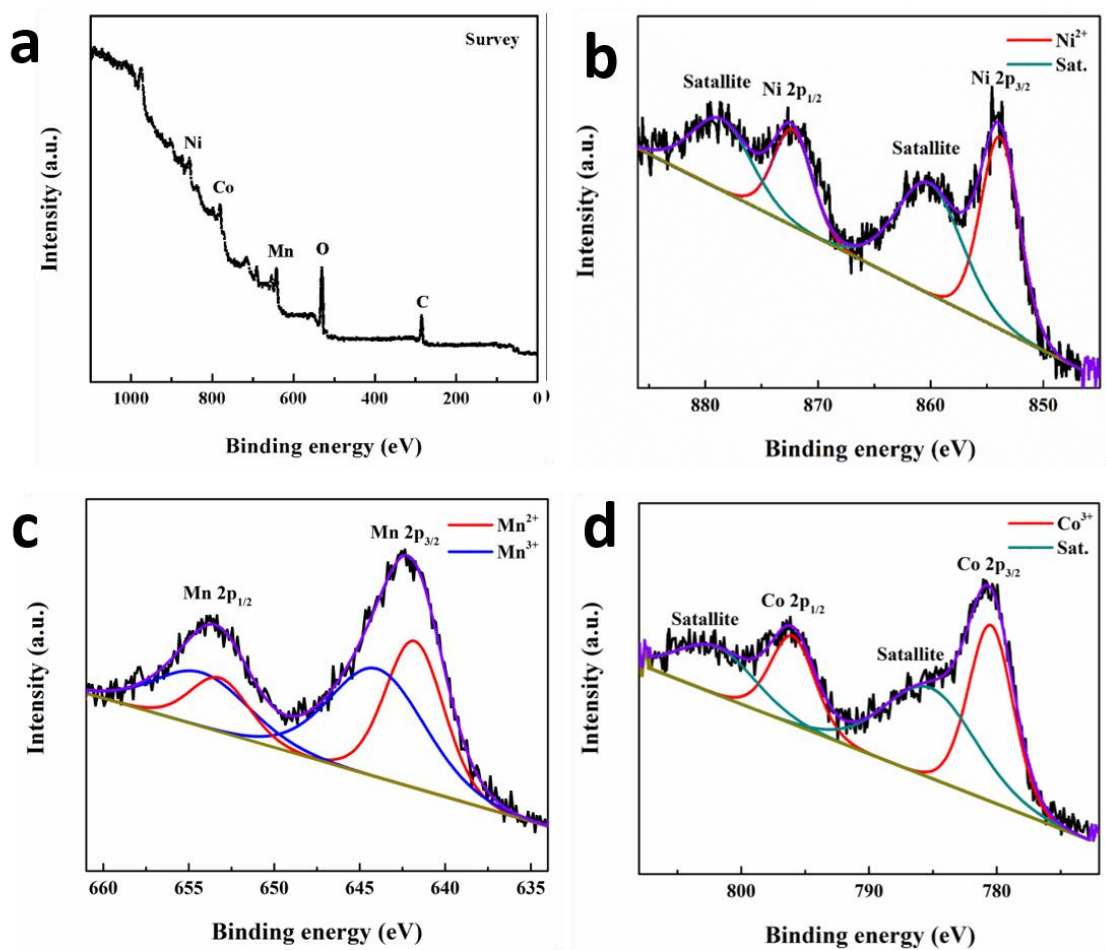 a
Survey
Ni
Co
Mn
O
C
Intensity (a.u.)
1000 800 600 400 200 0
Binding energy (eV)
b
Ni²⁺
Sat.
Satallite
Ni 2p₁/₂
Satallite
Ni 2p₃/₂
Intensity (a.u.)
880 870 860 850
Binding energy (eV)
c
Mn²⁺
Mn³⁺
Mn 2p₁/₂
Mn 2p₃/₂
Intensity (a.u.)
660 655 650 645 640 635
Binding energy (eV)
d
Co³⁺
Sat.
Satallite
Co 2p₁/₂
Satallite
Co 2p₃/₂
Intensity (a.u.)
800 790 780
Binding energy (eV)